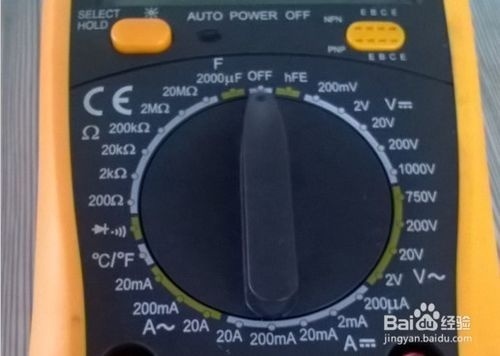 SELECT
HOLD
AUTO POWER OFF
NPN
E B C E
PNP
E B C E
F
2000μF
OFF
hFE
200mV
2V
V⎓
20V
200V
1000V
750V
200V
20V
V~
2V
200μA
2mA
A⎓
200mA
20A
20A
A~
200mA
20mA
℃/℉
200Ω
2kΩ
20kΩ
200kΩ
Ω
2MΩ
20MΩ
CE
Bai 经验
jingyan.baidu.com